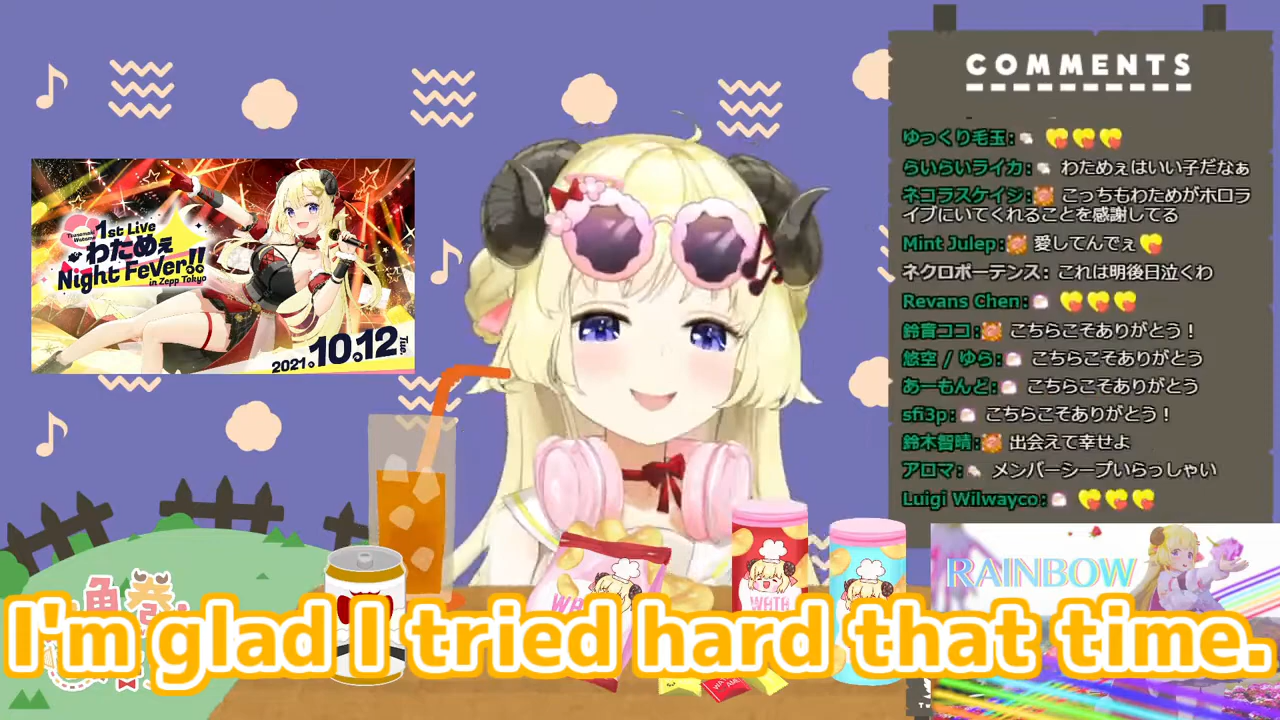 COMMENTS
ゆっくり毛玉:
らいらいライカ: わためぇはいい子だなぁ
ネコラスケイジ: こっちもわためがホロラ
イブにいてくれることを感謝してる
Mint Julep: 愛してんでぇ
ネクロポーテンス: これは明後日泣くわ
Revans Chen:
鈴音ココ: こちらこそありがとう！
悠空 / ゆら: こちらこそありがとう
あーもんど: こちらこそありがとう
sfi3p: こちらこそありがとう！
鈴木智晴: 出会えて幸せよ
アロマ: メンバーシープいらっしゃい
Luigi Wilwayco:
Tsunomaki
Watame
1st Live
わためぇ
Night Fever!!
in Zepp Tokyo
2021.10.12
Tue.
RAINBOW
角巻
WATA
I'm glad I tried hard that time.